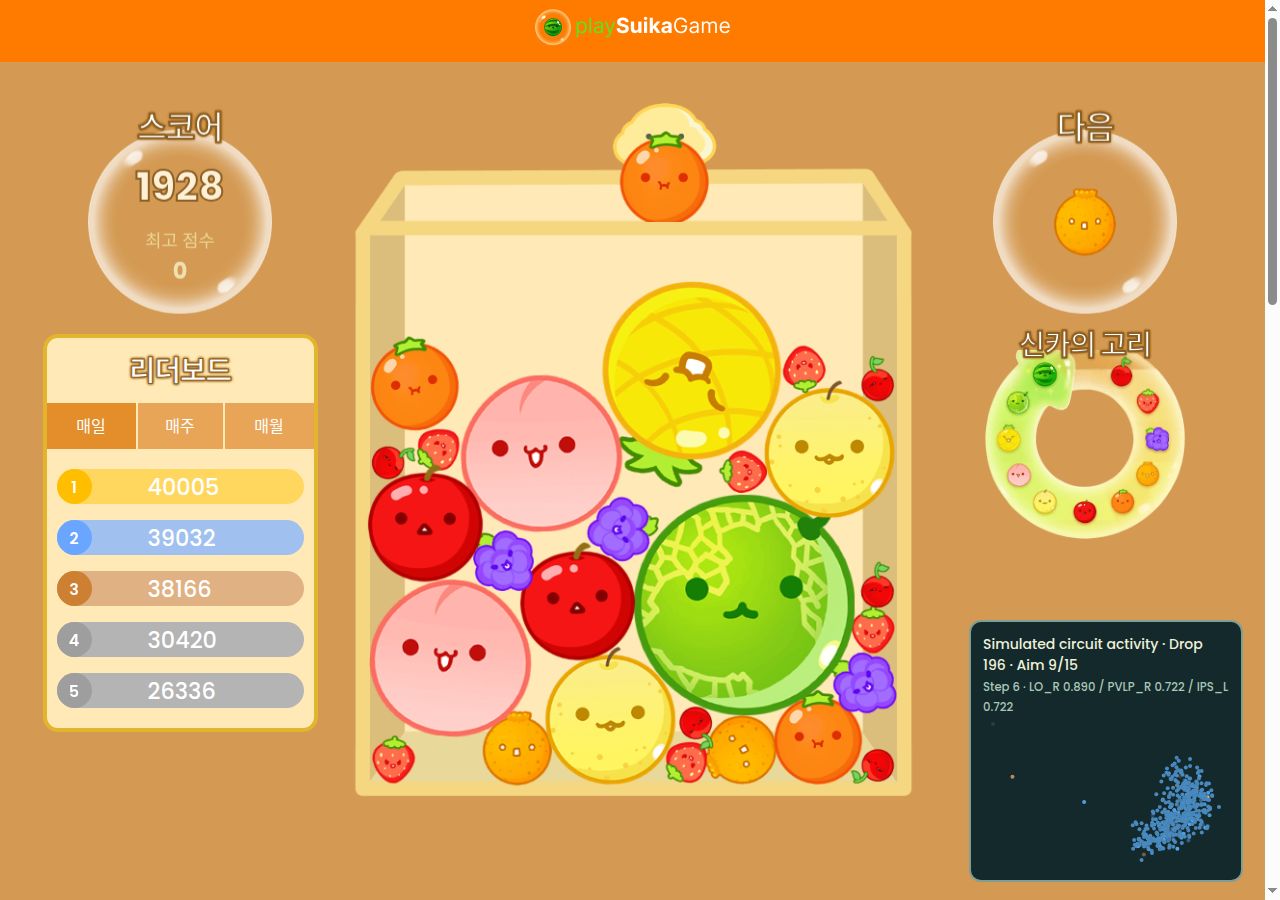 playSuikaGame
스코어
1928
최고 점수
0
다음
신카의 고리
리더보드
매일
매주
매월
1 40005
2 39032
3 38166
4 30420
5 26336
Simulated circuit activity · Drop
196 · Aim 9/15
Step 6 · LO_R 0.890 / PVLP_R 0.722 / IPS_L
0.722